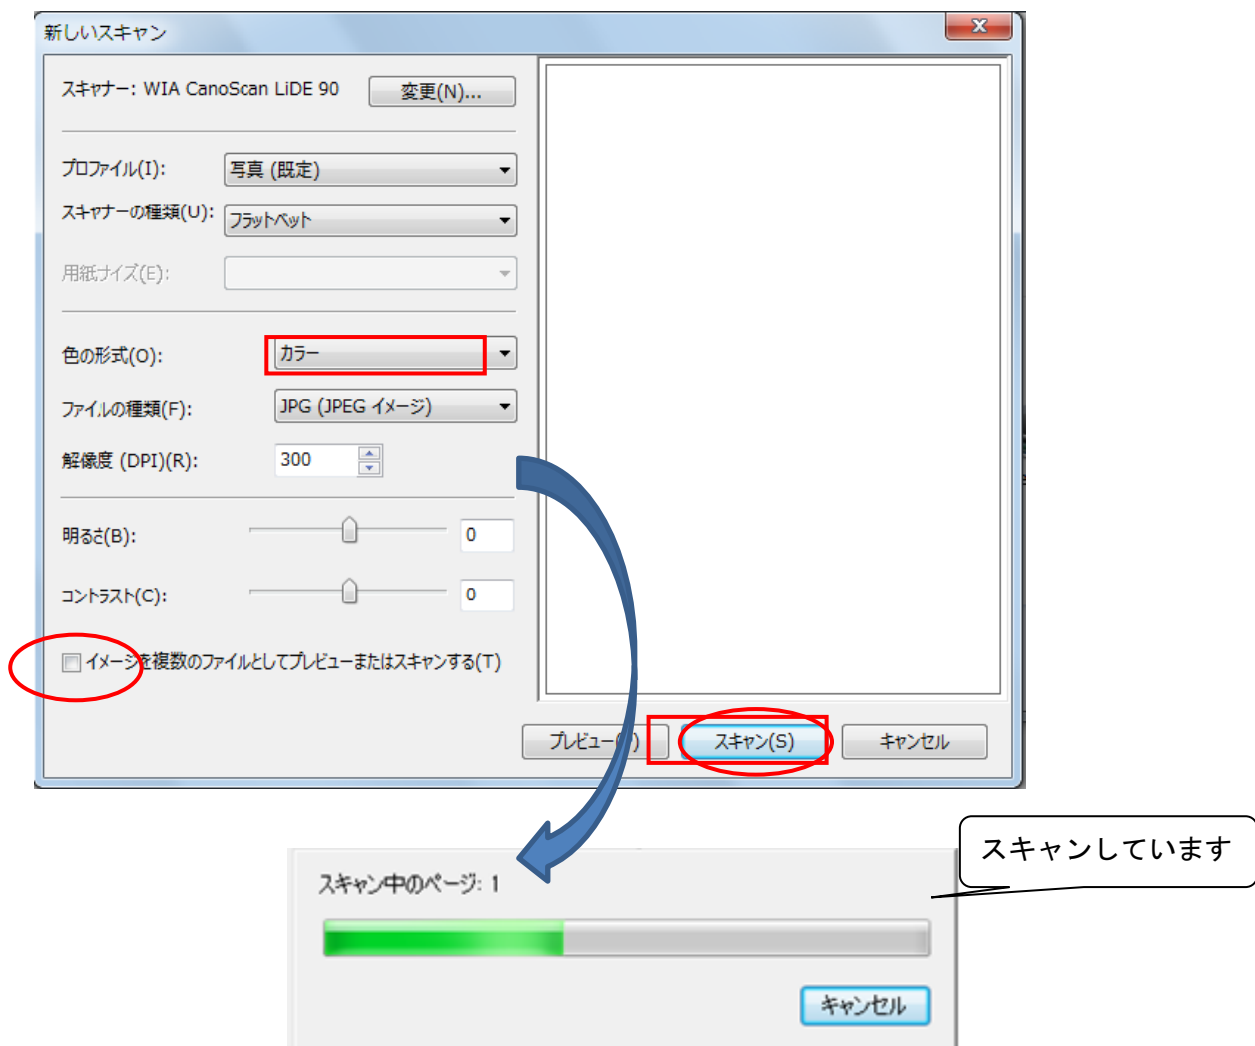 新しいスキャン
スキャナー: WIA CanoScan LiDE 90
変更(N)...
プロファイル(I):
写真 (既定)
スキャナーの種類(U):
フラットベット
用紙サイズ(E):
色の形式(O):
カラー
ファイルの種類(F):
JPG (JPEG イメージ)
解像度 (DPI)(R):
300
明るさ(B):
0
コントラスト(C):
0
イメージを複数のファイルとしてプレビューまたはスキャンする(T)
プレビュー( )
スキャン(S)
キャンセル
スキャンしています
スキャン中のページ: 1
キャンセル